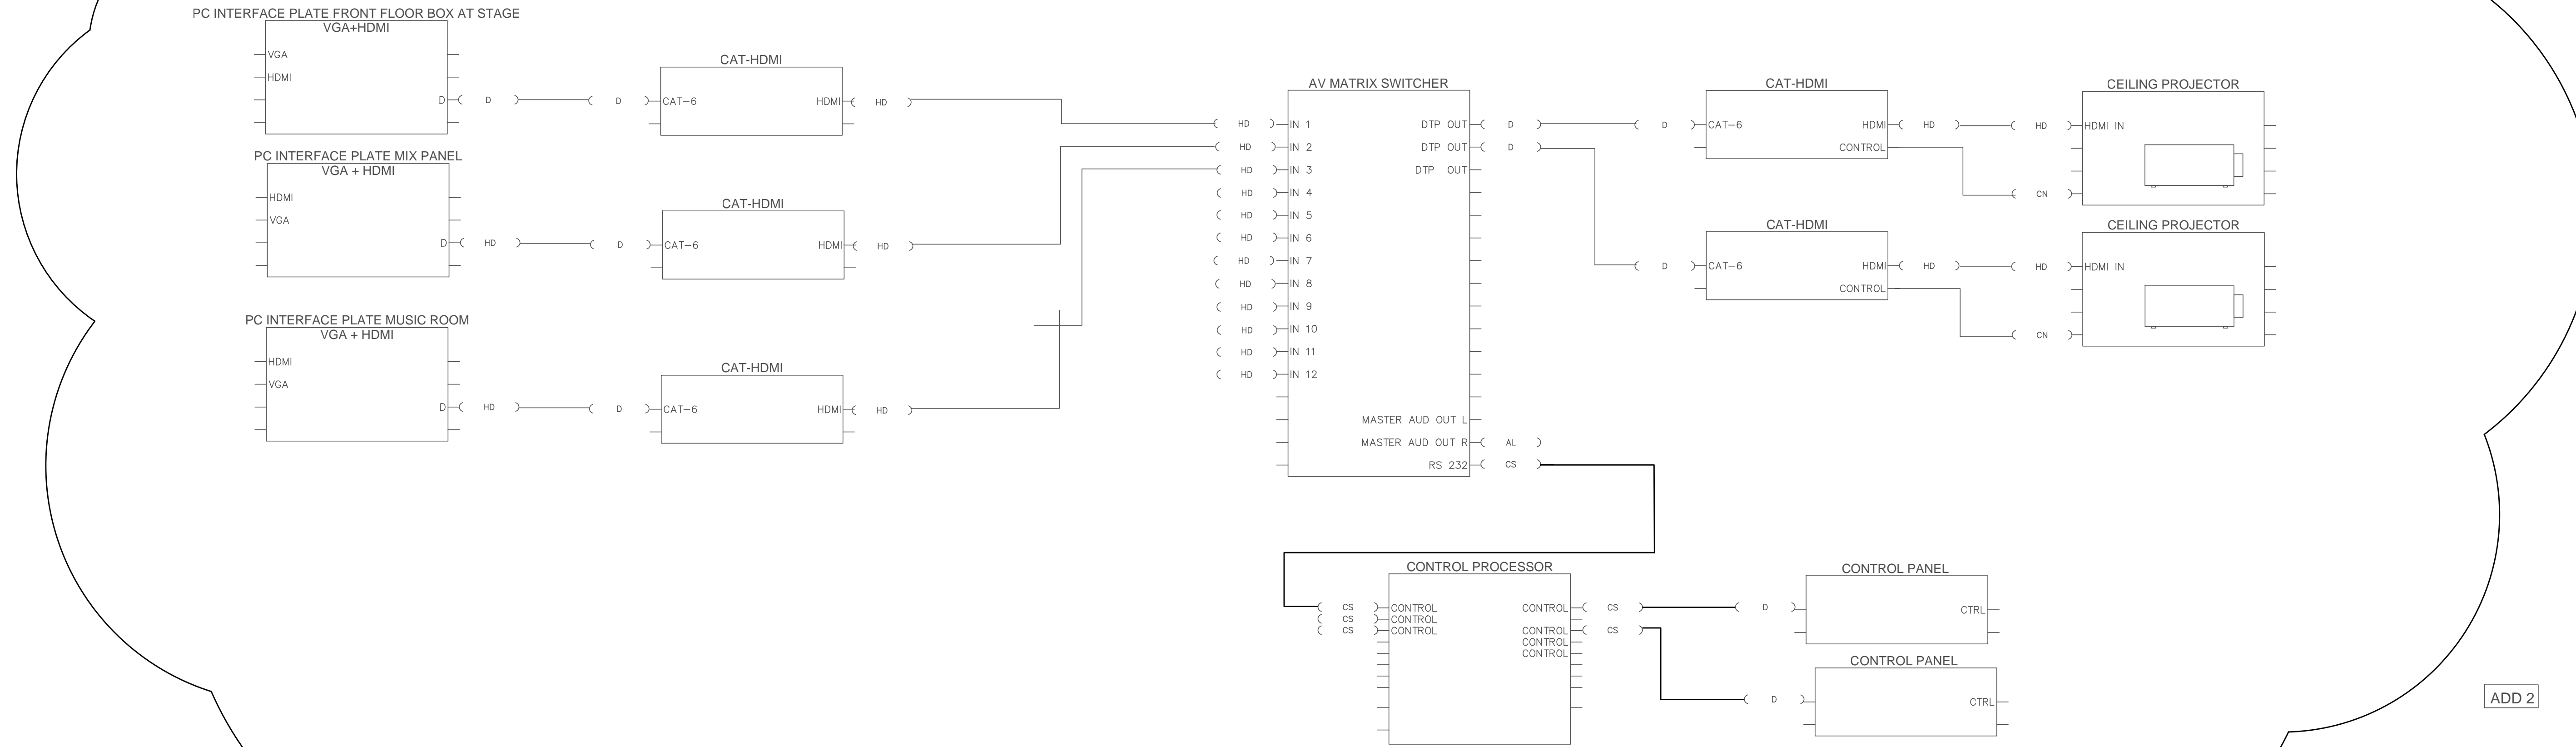 PC INTERFACE PLATE FRONT FLOOR BOX AT STAGE
VGA+HDMI
VGA
HDMI
D
D
D
CAT-HDMI
CAT-6
HDMI
HD
PC INTERFACE PLATE MIX PANEL
VGA + HDMI
HDMI
VGA
D
HD
D
CAT-HDMI
CAT-6
HDMI
HD
PC INTERFACE PLATE MUSIC ROOM
VGA + HDMI
HDMI
VGA
D
HD
D
CAT-HDMI
CAT-6
HDMI
HD
AV MATRIX SWITCHER
HD IN 1
HD IN 2
HD IN 3
HD IN 4
HD IN 5
HD IN 6
HD IN 7
HD IN 8
HD IN 9
HD IN 10
HD IN 11
HD IN 12
DTP OUT D
DTP OUT D
DTP OUT
MASTER AUD OUT L
MASTER AUD OUT R AL
RS 232 CS
D
CAT-HDMI
CAT-6
HDMI
CONTROL
HD
HD
CN
CEILING PROJECTOR
HDMI IN
D
CAT-HDMI
CAT-6
HDMI
CONTROL
HD
HD
CN
CEILING PROJECTOR
HDMI IN
CONTROL PROCESSOR
CS CONTROL
CS CONTROL
CS CONTROL
CONTROL CS
CONTROL CS
CONTROL
CONTROL
D
CONTROL PANEL
CTRL
D
CONTROL PANEL
CTRL
ADD 2